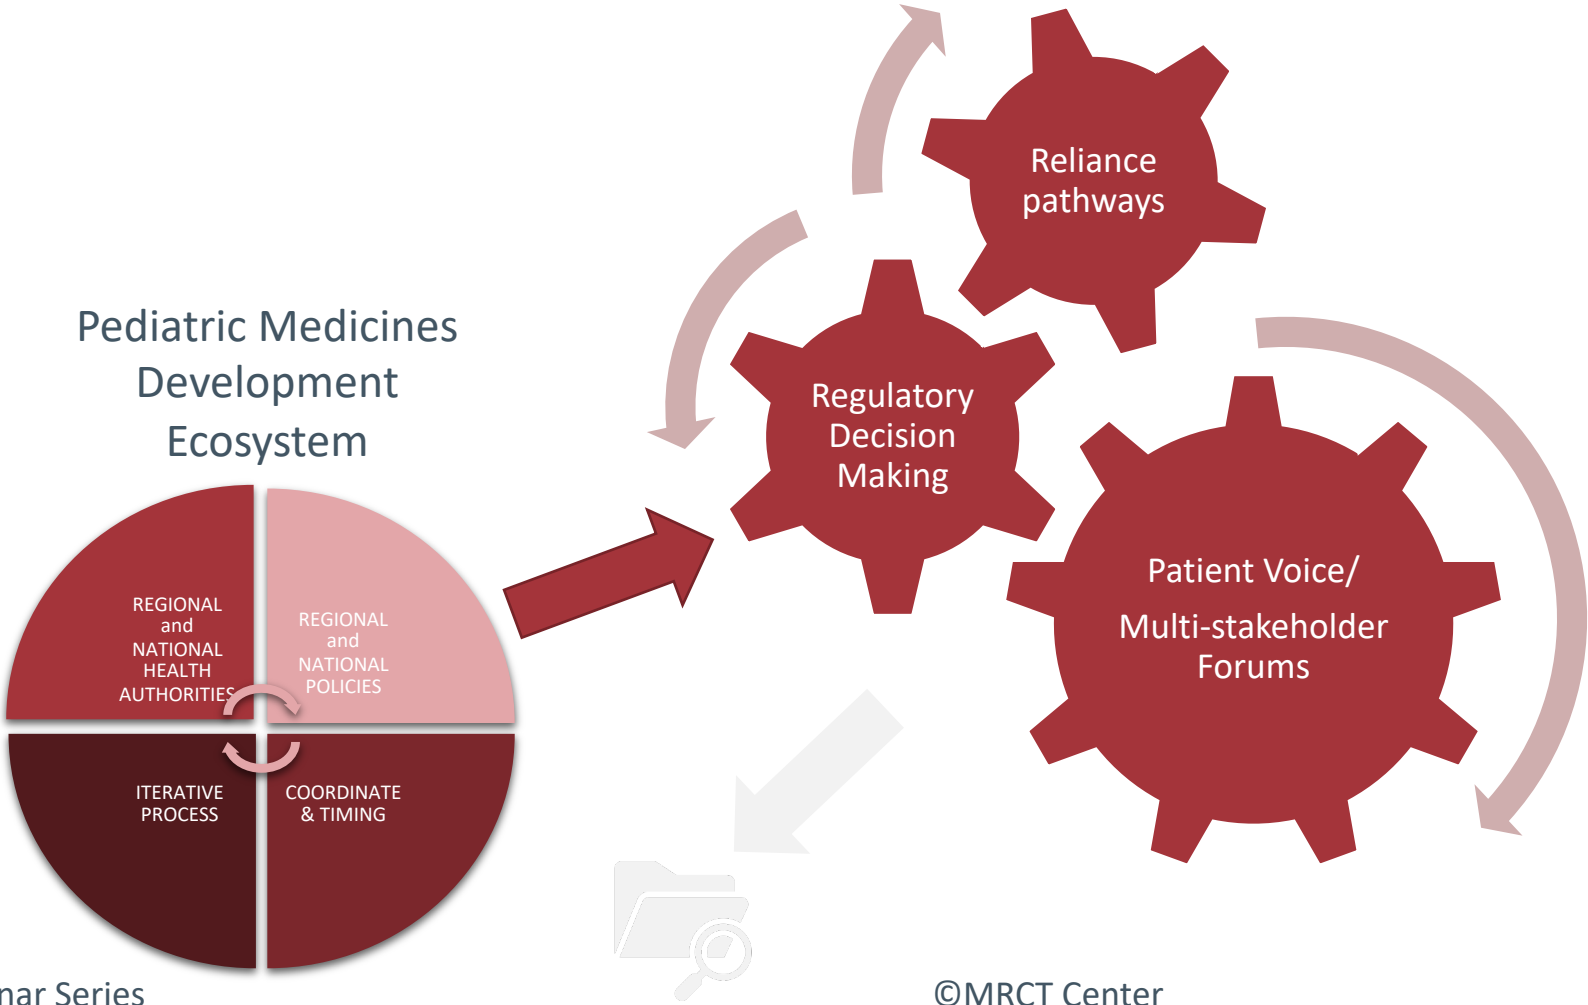 Pediatric Medicines
Development
Ecosystem
REGIONAL
and
NATIONAL
HEALTH
AUTHORITIES
REGIONAL
and
NATIONAL
POLICIES
ITERATIVE
PROCESS
COORDINATE
& TIMING
Reliance
pathways
Regulatory
Decision
Making
Patient Voice/
Multi-stakeholder
Forums
Series
©MRCT Center